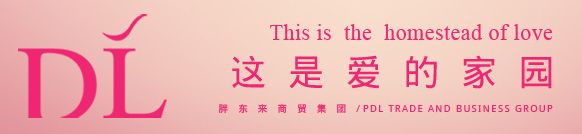 DL
This is the homestead of love
这是爱的家园
胖东来商贸集团 /PDL TRADE AND BUSINESS GROUP